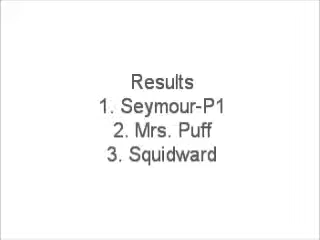 Results
1. Seymour-P1
2. Mrs. Puff
3. Squidward